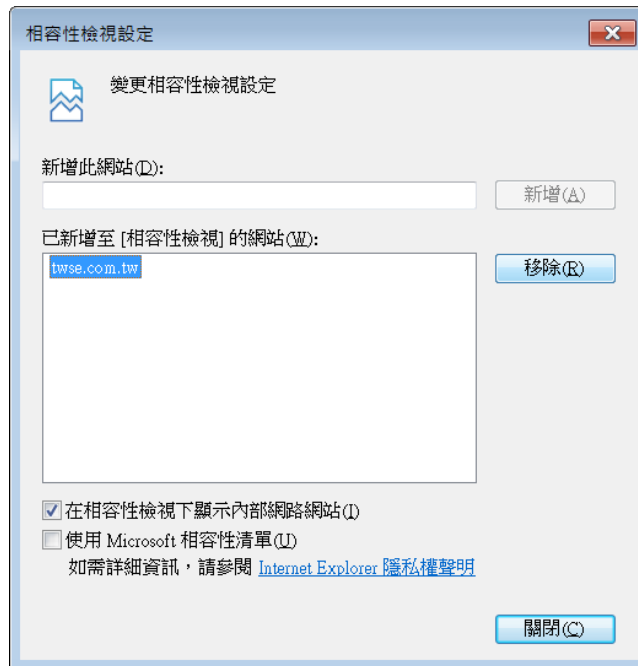 相容性檢視設定
變更相容性檢視設定
新增此網站(D):
新增(A)
已新增至 [相容性檢視] 的網站(W):
twse.com.tw
移除(R)
在相容性檢視下顯示內部網路網站(I)
使用 Microsoft 相容性清單(U)
如需詳細資訊，請參閱 Internet Explorer 隱私權聲明
關閉(C)